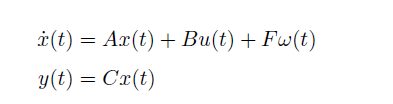 ẋ(t) = Ax(t) + Bu(t) + Fω(t)
y(t) = Cx(t)